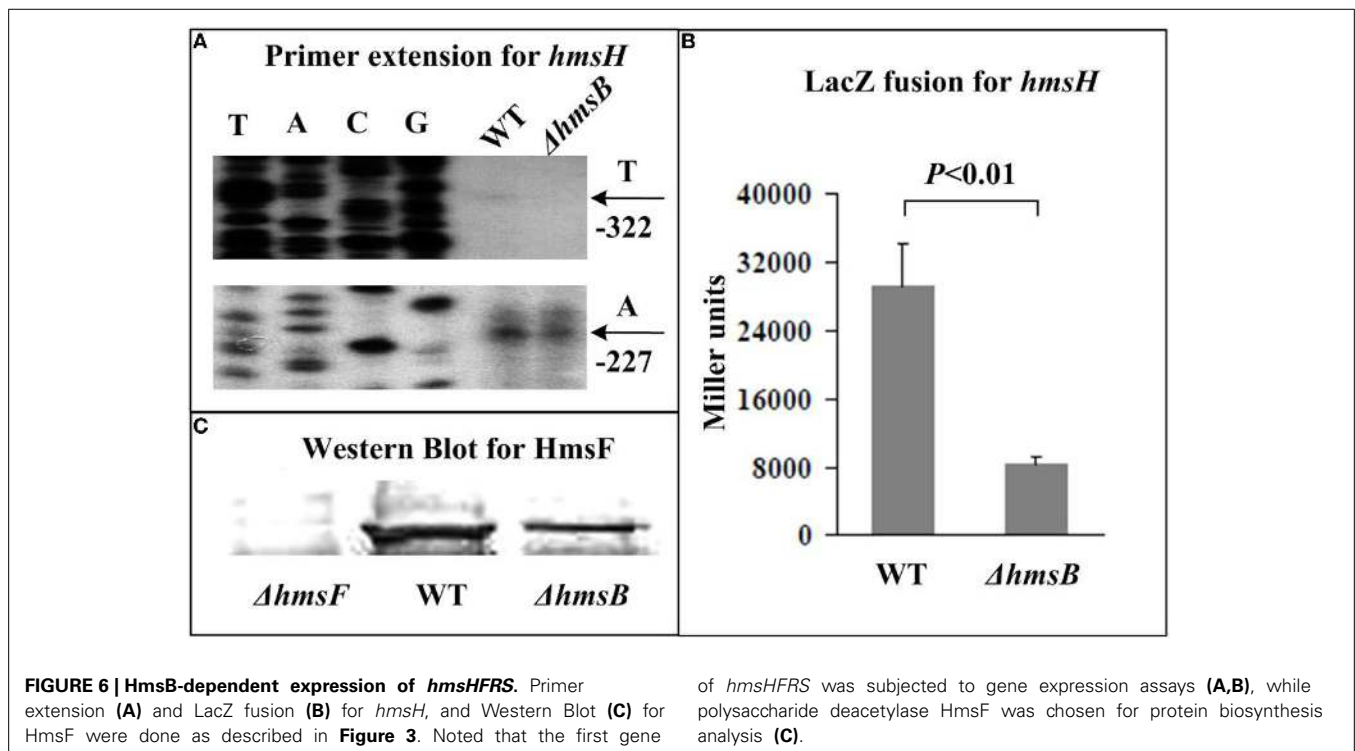 A
Primer extension for hmsH
T A C G WT ΔhmsB
T
-322
A
-227
C
Western Blot for HmsF
ΔhmsF WT ΔhmsB
B
LacZ fusion for hmsH
P<0.01
Miller units
40000
32000
24000
16000
8000
0
WT ΔhmsB
FIGURE 6 | HmsB-dependent expression of hmsHFRS. Primer
extension (A) and LacZ fusion (B) for hmsH, and Western Blot (C) for
HmsF were done as described in Figure 3. Noted that the first gene
of hmsHFRS was subjected to gene expression assays (A,B), while
polysaccharide deacetylase HmsF was chosen for protein biosynthesis
analysis (C).